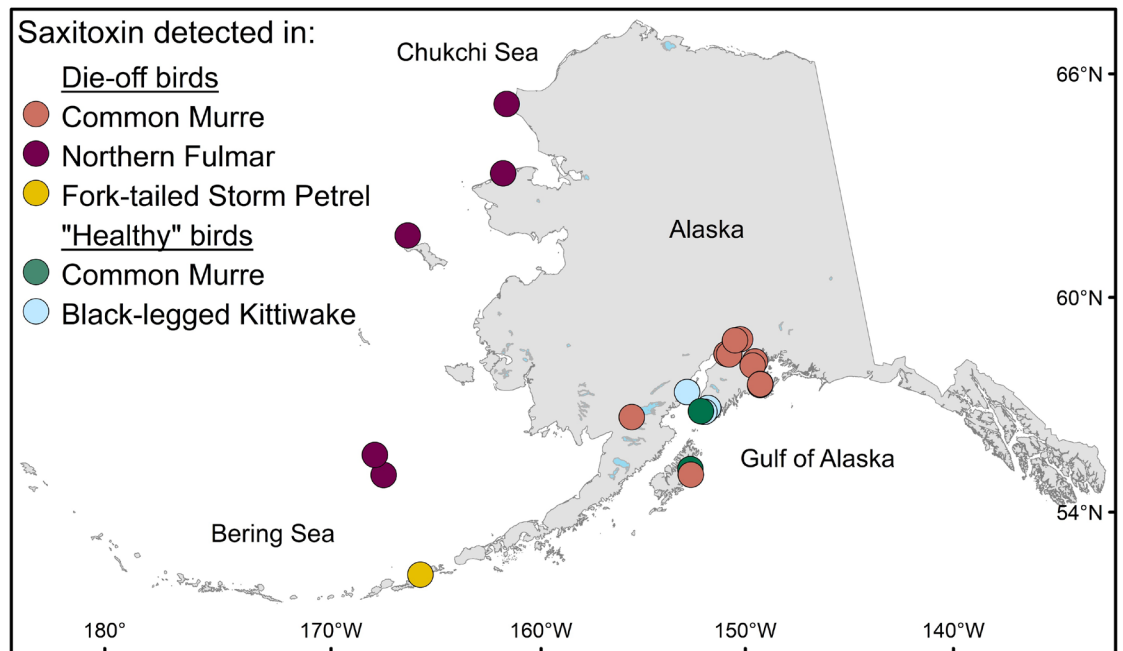 Saxitoxin detected in:
Die-off birds
Common Murre
Northern Fulmar
Fork-tailed Storm Petrel
"Healthy" birds
Common Murre
Black-legged Kittiwake
Chukchi Sea
Alaska
Gulf of Alaska
Bering Sea
66°N
60°N
54°N
180°
170°W
160°W
150°W
140°W